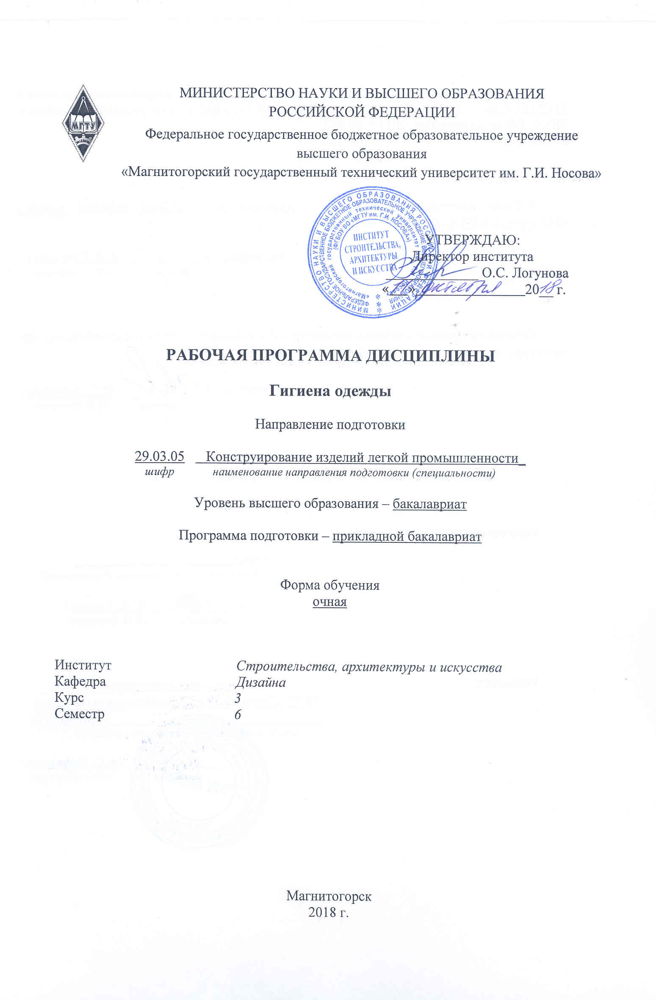 МИНИСТЕРСТВО НАУКИ И ВЫСШЕГО ОБРАЗОВАНИЯ
РОССИЙСКОЙ ФЕДЕРАЦИИ
Федеральное государственное бюджетное образовательное учреждение
высшего образования
«Магнитогорский государственный технический университет им. Г.И. Носова»
МГТУ
МИНИСТЕРСТВО НАУКИ И ВЫСШЕГО ОБРАЗОВАНИЯ РОССИЙСКОЙ ФЕДЕРАЦИИ
ФЕДЕРАЛЬНОЕ ГОСУДАРСТВЕННОЕ БЮДЖЕТНОЕ ОБРАЗОВАТЕЛЬНОЕ УЧРЕЖДЕНИЕ ВЫСШЕГО ОБРАЗОВАНИЯ
«Магнитогорский государственный технический университет им. Г.И. Носова»
(ФГБОУ ВО «МГТУ им. Г.И. НОСОВА»)
ИНСТИТУТ
СТРОИТЕЛЬСТВА,
АРХИТЕКТУРЫ
И ИСКУССТВА
УТВЕРЖДАЮ:
Директор института
_____________ О.С. Логунова
«__» октября 2018 г.
РАБОЧАЯ ПРОГРАММА ДИСЦИПЛИНЫ
Гигиена одежды
Направление подготовки
29.03.05 Конструирование изделий легкой промышленности
шифр наименование направления подготовки (специальности)
Уровень высшего образования – бакалавриат
Программа подготовки – прикладной бакалавриат
Форма обучения
очная
Институт Строительства, архитектуры и искусства
Кафедра Дизайна
Курс 3
Семестр 6
Магнитогорск
2018 г.